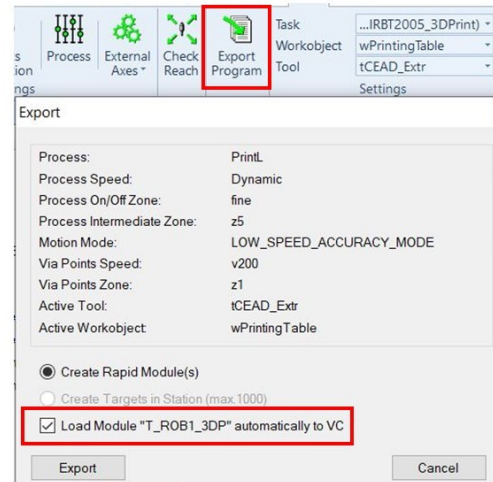 Task ...IRBT2005_3DPrint)
Process External Axes Check Reach Export Program Workobject wPrintingTable
Tool tCEAD_Extr
Settings
Export
Process: PrintL
Process Speed: Dynamic
Process On/Off Zone: fine
Process Intermediate Zone: z5
Motion Mode: LOW_SPEED_ACCURACY_MODE
Via Points Speed: v200
Via Points Zone: z1
Active Tool: tCEAD_Extr
Active Workobject: wPrintingTable
Create Rapid Module(s)
Create Targets in Station (max.1000)
Load Module "T_ROB1_3DP" automatically to VC
Export Cancel